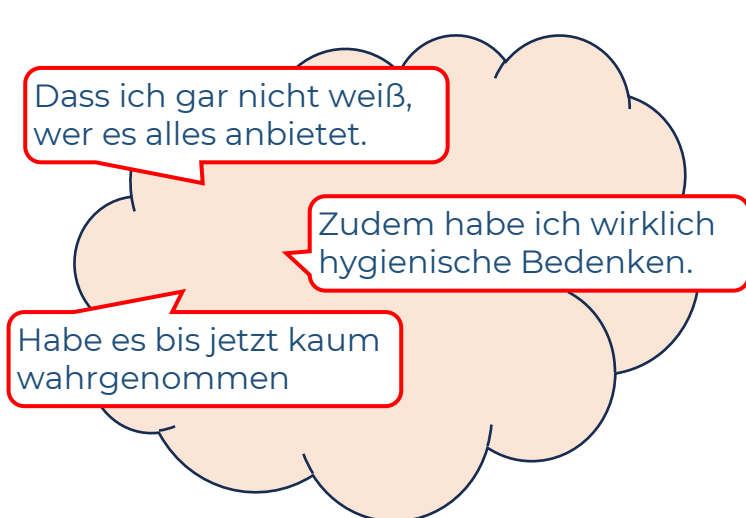 Dass ich gar nicht weiß,
wer es alles anbietet.
Zudem habe ich wirklich
hygienische Bedenken.
Habe es bis jetzt kaum
wahrgenommen